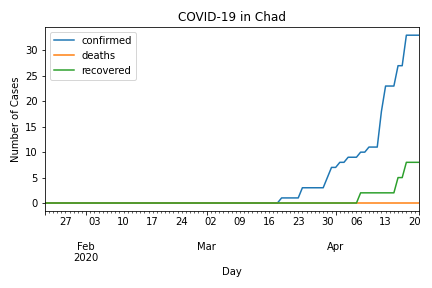 COVID-19 in Chad
confirmed
deaths
recovered
Number of Cases
30
25
20
15
10
5
0
27 03 10 17 24 02 09 16 23 30 06 13 20
Feb Mar Apr
2020
Day